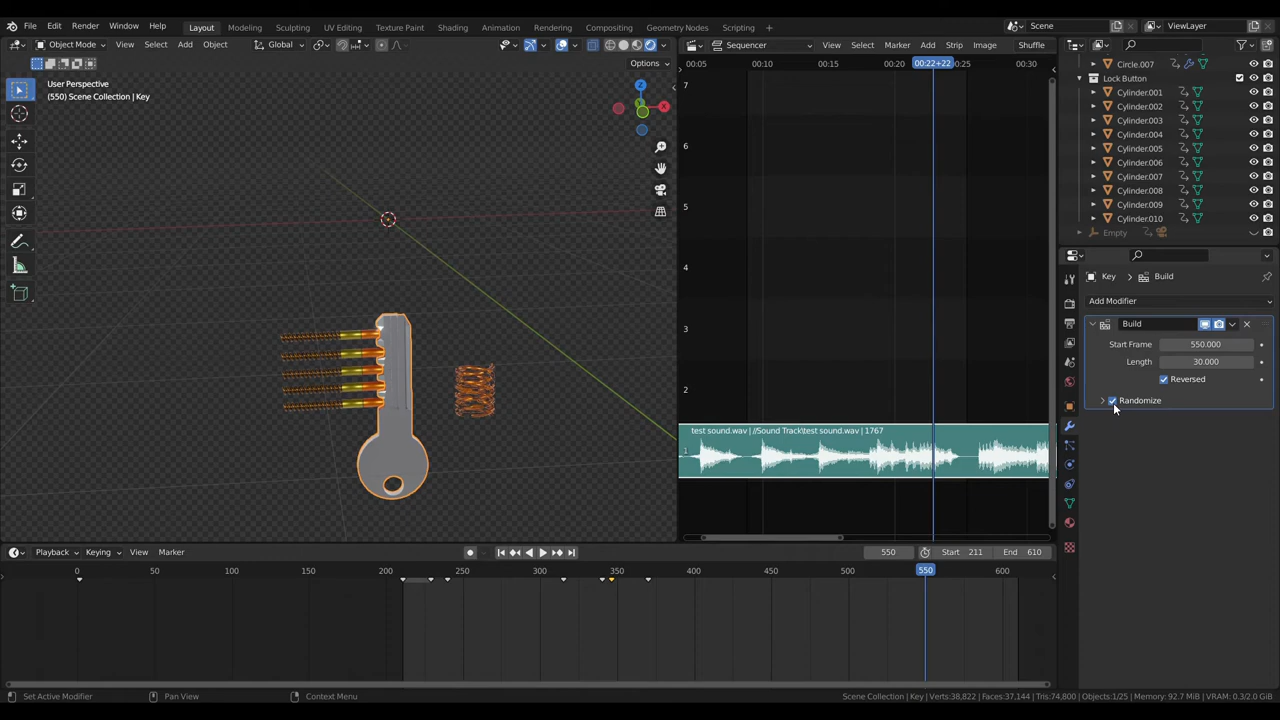 File Edit Render Window Help Layout Modeling Sculpting UV Editing Texture Paint Shading Animation Rendering Compositing Geometry Nodes Scripting + Scene ViewLayer
Object Mode View Select Add Object Global
Options
User Perspective
(550) Scene Collection | Key
Z
X
Sequencer View Select Marker Add Strip Image Shuffle
00:05 00:10 00:15 00:20 00:22+22 00:25 00:30
7
6
5
4
3
2
1
test sound.wav | //Sound Track\test sound.wav | 1767
Circle.007
Lock Button
Cylinder.001
Cylinder.002
Cylinder.003
Cylinder.004
Cylinder.005
Cylinder.006
Cylinder.007
Cylinder.008
Cylinder.009
Cylinder.010
Empty
Key > Build
Add Modifier
Build
Start Frame 550.000
Length 30.000
Reversed
Randomize
Playback Keying View Marker 550 Start 211 End 610
0 50 100 150 200 250 300 350 400 450 500 550 600
Set Active Modifier Pan View Context Menu Scene Collection | Key | Verts:38,822 | Faces:37,144 | Tris:74,800 | Objects:1/25 | Memory: 92.7 MiB | VRAM: 0.3/2.0 GiB